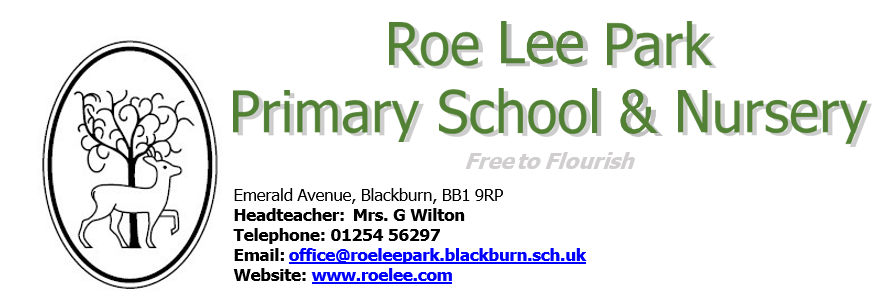 Roe Lee Park
Primary School & Nursery
Free to Flourish
Emerald Avenue, Blackburn, BB1 9RP
Headteacher: Mrs. G Wilton
Telephone: 01254 56297
Email: office@roeleepark.blackburn.sch.uk
Website: www.roelee.com